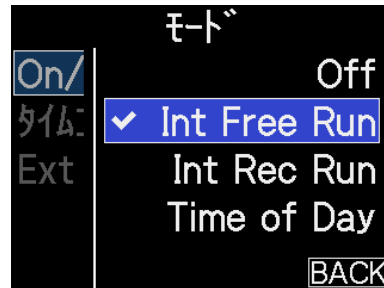 モード
On/
タイムコ
Ext
Off
✓ Int Free Run
Int Rec Run
Time of Day
BACK